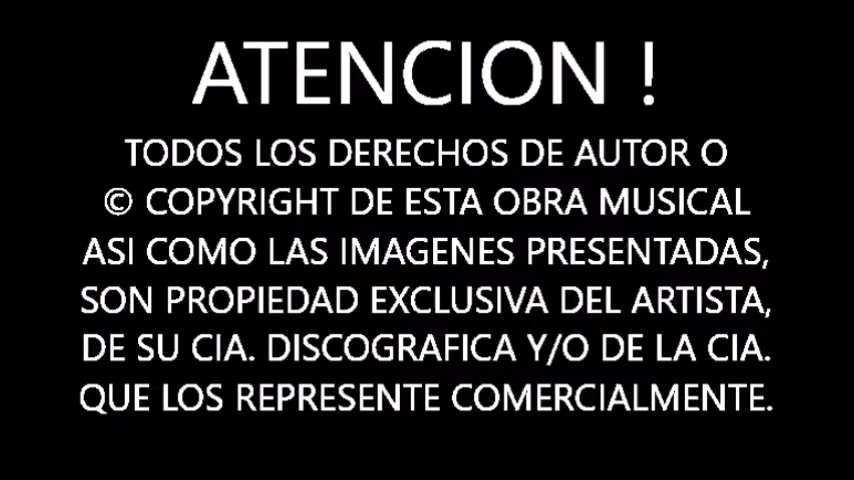 ATENCION !
TODOS LOS DERECHOS DE AUTOR O
© COPYRIGHT DE ESTA OBRA MUSICAL
ASI COMO LAS IMAGENES PRESENTADAS,
SON PROPIEDAD EXCLUSIVA DEL ARTISTA,
DE SU CIA. DISCOGRAFICA Y/O DE LA CIA.
QUE LOS REPRESENTE COMERCIALMENTE.